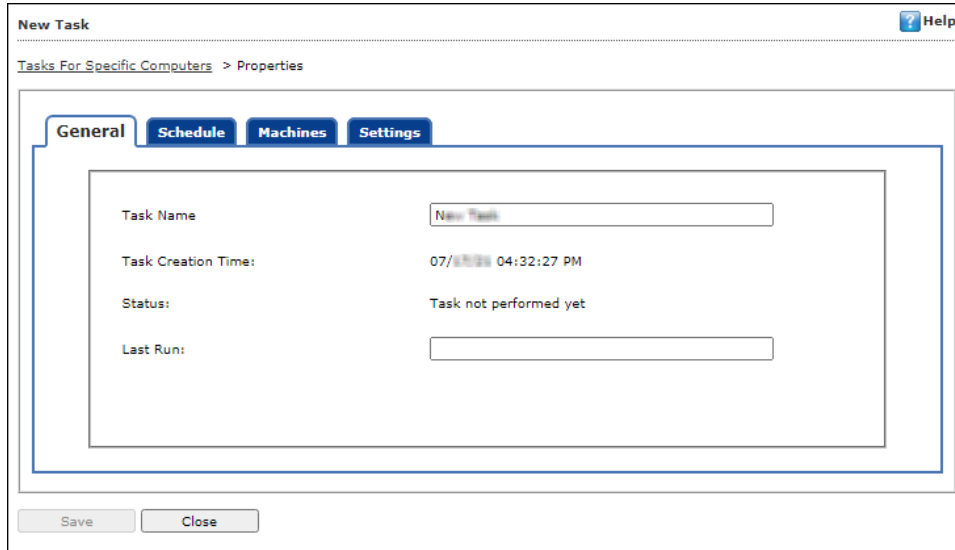 New Task
? Help
Tasks For Specific Computers > Properties
General Schedule Machines Settings
Task Name
Task Creation Time: 07/ 04:32:27 PM
Status: Task not performed yet
Last Run:
Save Close